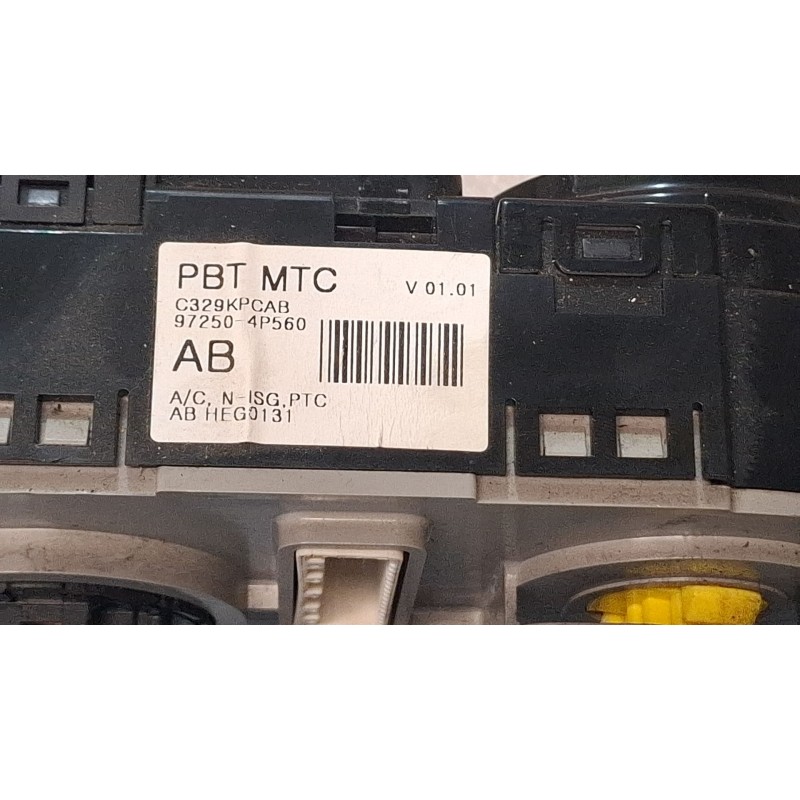 PBT MTC V 01.01
C329KPCAB
97250-4P560
AB
A/C, N-ISG,PTC
AB HEG0131